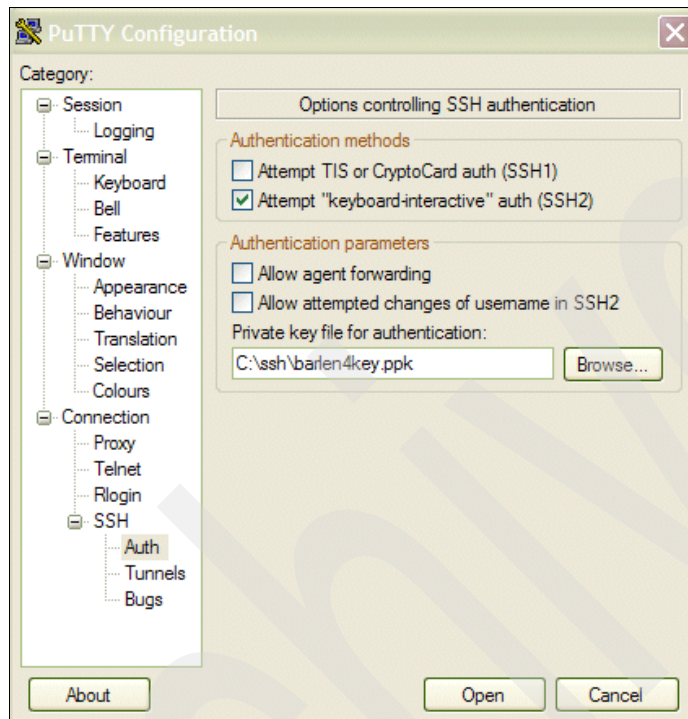 PuTTY Configuration
Category:
Session
Logging
Terminal
Keyboard
Bell
Features
Window
Appearance
Behaviour
Translation
Selection
Colours
Connection
Proxy
Telnet
Rlogin
SSH
Auth
Tunnels
Bugs
Options controlling SSH authentication
Authentication methods
Attempt TIS or CryptoCard auth (SSH1)
Attempt "keyboard-interactive" auth (SSH2)
Authentication parameters
Allow agent forwarding
Allow attempted changes of username in SSH2
Private key file for authentication:
C:\ssh\barlen4key.ppk
Browse...
About
Open
Cancel